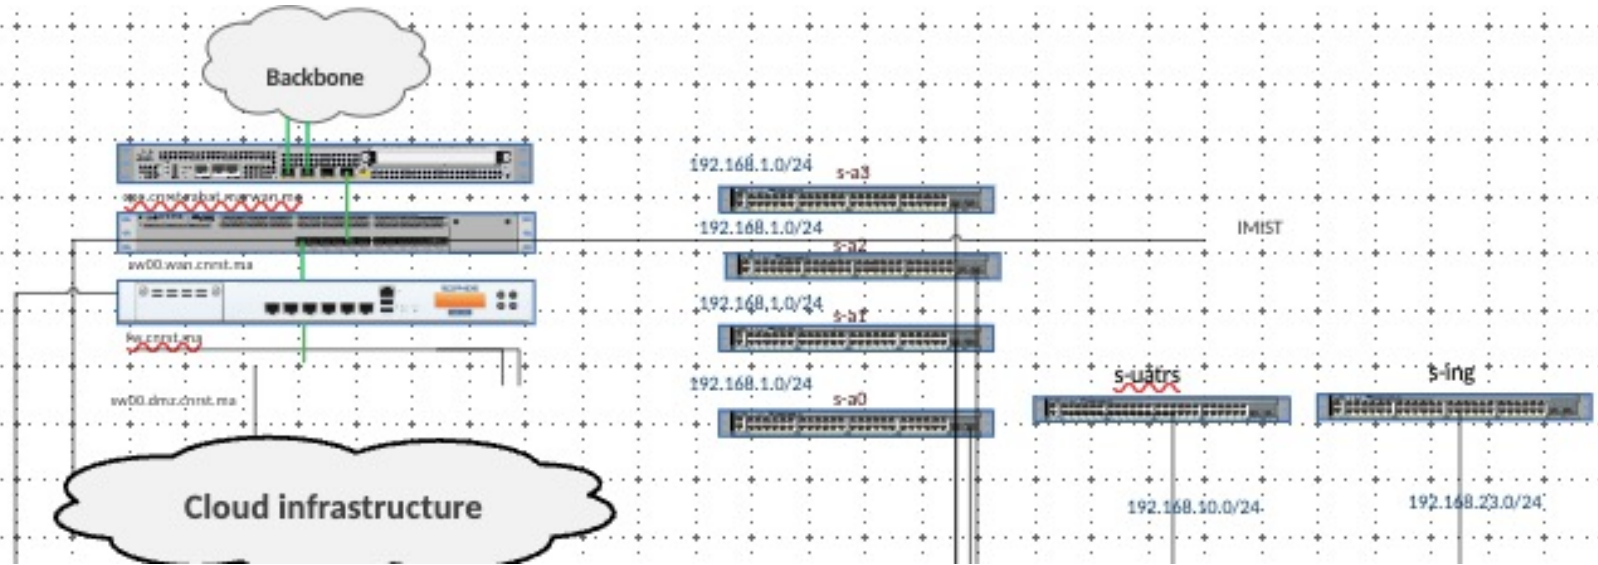 Backbone
sw00.wan.cnrst.ma
fw.cnrst.ma
sw00.dmz.cnrst.ma
Cloud infrastructure
192.168.1.0/24
s-a3
192.168.1.0/24
s-a2
192.168.1.0/24
s-a1
192.168.1.0/24
s-a0
IMIST
s-uatrs
192.168.10.0/24
s-ing
192.168.23.0/24